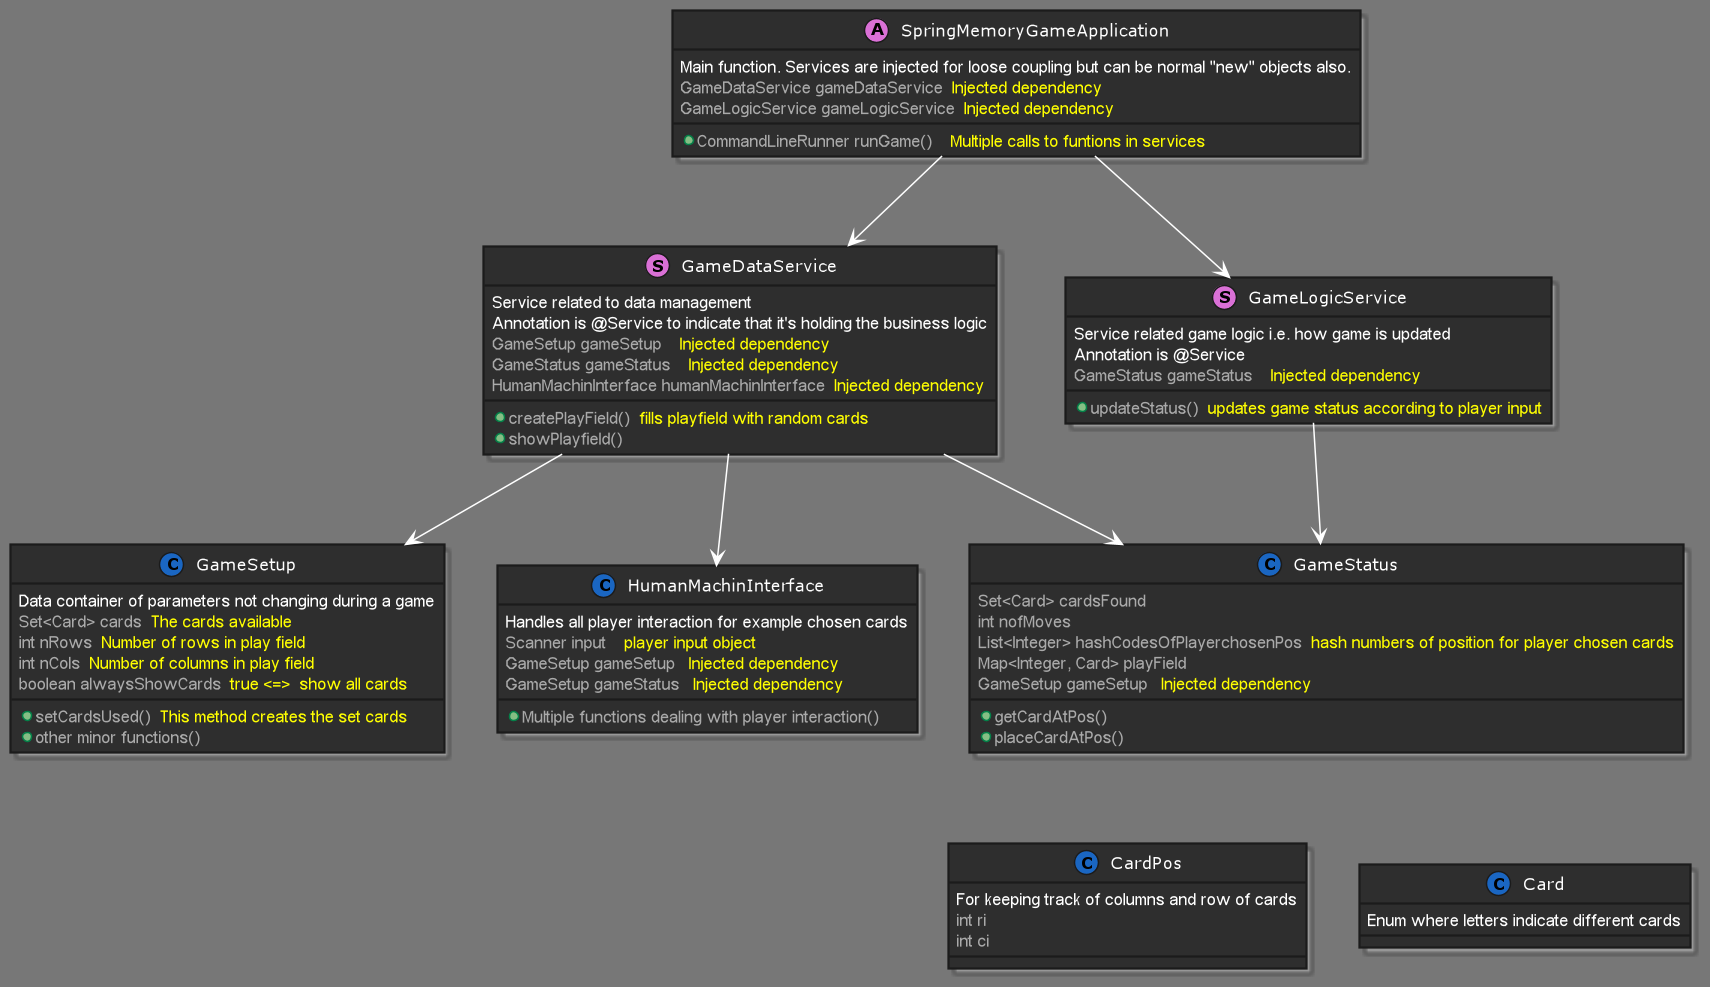 A SpringMemoryGameApplication
Main function. Services are injected for loose coupling but can be normal "new" objects also.
GameDataService gameDataService Injected dependency
GameLogicService gameLogicService Injected dependency
CommandLineRunner runGame() Multiple calls to funtions in services
S GameDataService
Service related to data management
Annotation is @Service to indicate that it's holding the business logic
GameSetup gameSetup Injected dependency
GameStatus gameStatus Injected dependency
HumanMachinInterface humanMachinInterface Injected dependency
createPlayField() fills playfield with random cards
showPlayfield()
S GameLogicService
Service related game logic i.e. how game is updated
Annotation is @Service
GameStatus gameStatus Injected dependency
updateStatus() updates game status according to player input
C GameSetup
Data container of parameters not changing during a game
Set<Card> cards The cards available
int nRows Number of rows in play field
int nCols Number of columns in play field
boolean alwaysShowCards true <=> show all cards
setCardsUsed() This method creates the set cards
other minor functions()
C HumanMachinInterface
Handles all player interaction for example chosen cards
Scanner input player input object
GameSetup gameSetup Injected dependency
GameSetup gameStatus Injected dependency
Multiple functions dealing with player interaction()
C GameStatus
Set<Card> cardsFound
int nofMoves
List<Integer> hashCodesOfPlayerchosenPos hash numbers of position for player chosen cards
Map<Integer, Card> playField
GameSetup gameSetup Injected dependency
getCardAtPos()
placeCardAtPos()
C CardPos
For keeping track of columns and row of cards
int ri
int ci
C Card
Enum where letters indicate different cards